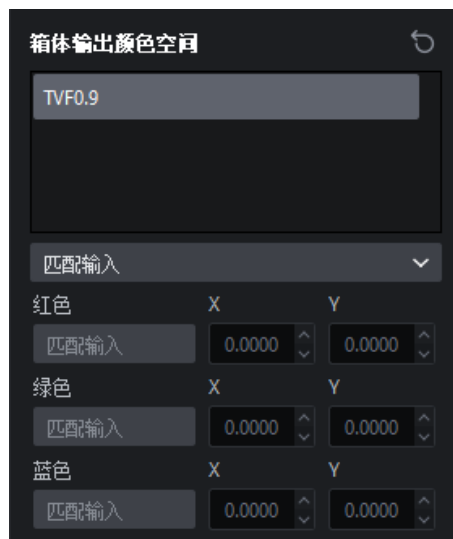 箱体输出颜色空间
TVF0.9
匹配输入
红色 X Y
匹配输入 0.0000 0.0000
绿色 X Y
匹配输入 0.0000 0.0000
蓝色 X Y
匹配输入 0.0000 0.0000